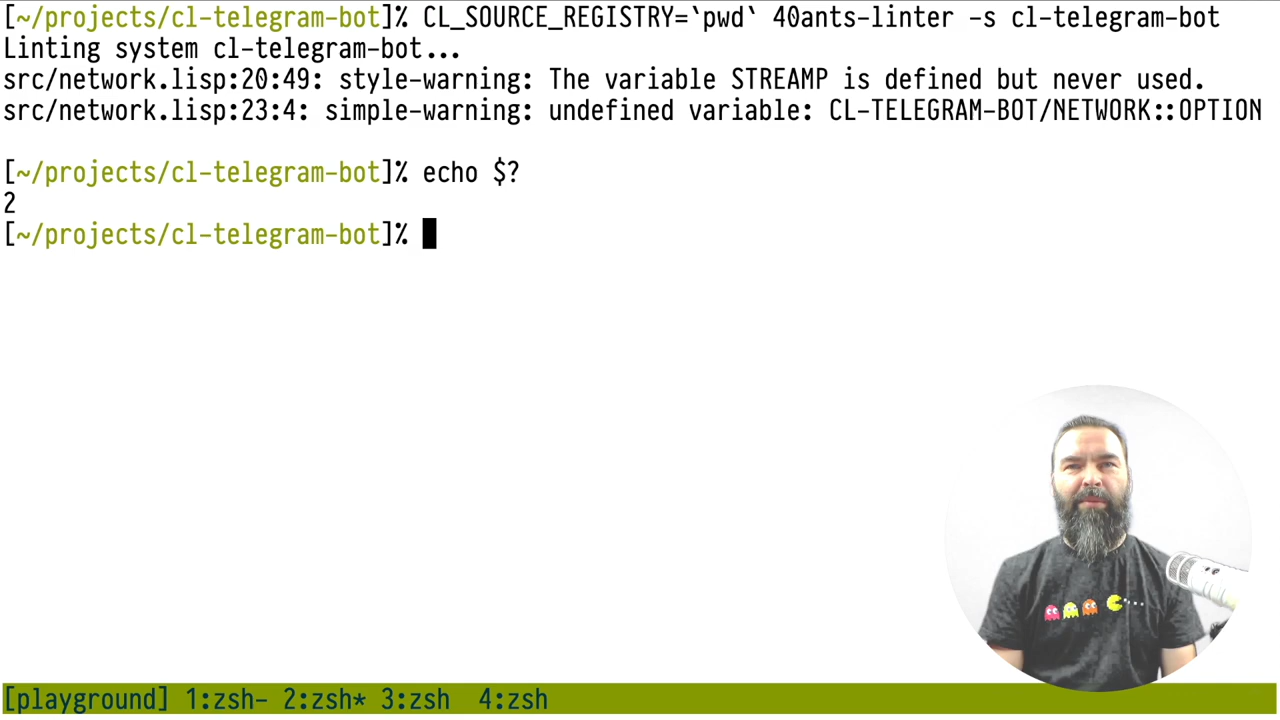 [~/projects/cl-telegram-bot]% CL_SOURCE_REGISTRY=`pwd` 40ants-linter -s cl-telegram-bot
Linting system cl-telegram-bot...
src/network.lisp:20:49: style-warning: The variable STREAMP is defined but never used.
src/network.lisp:23:4: simple-warning: undefined variable: CL-TELEGRAM-BOT/NETWORK::OPTION
[~/projects/cl-telegram-bot]% echo $?
2
[~/projects/cl-telegram-bot]%
[playground] 1:zsh- 2:zsh* 3:zsh  4:zsh